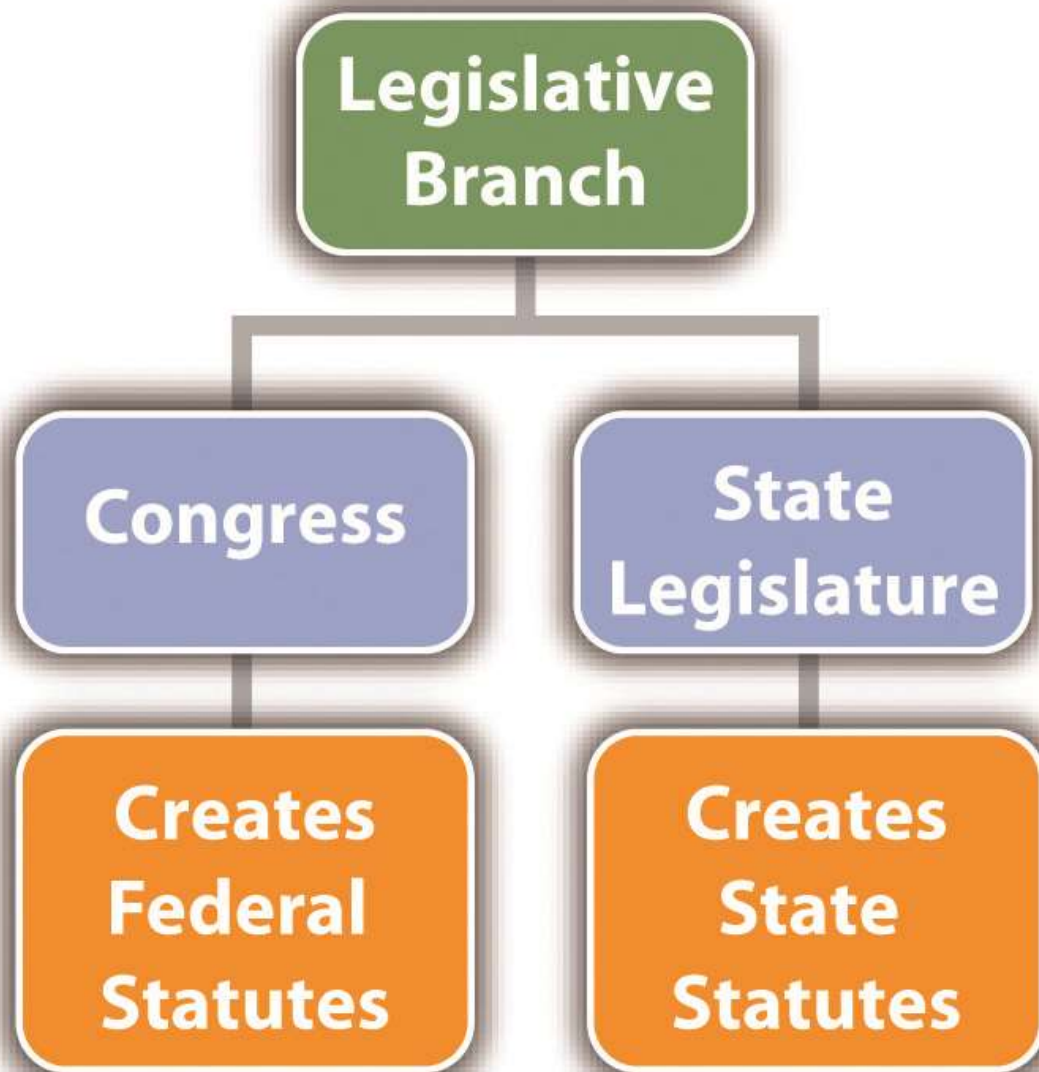 Legislative
Branch
Congress
State
Legislature
Creates
Federal
Statutes
Creates
State
Statutes